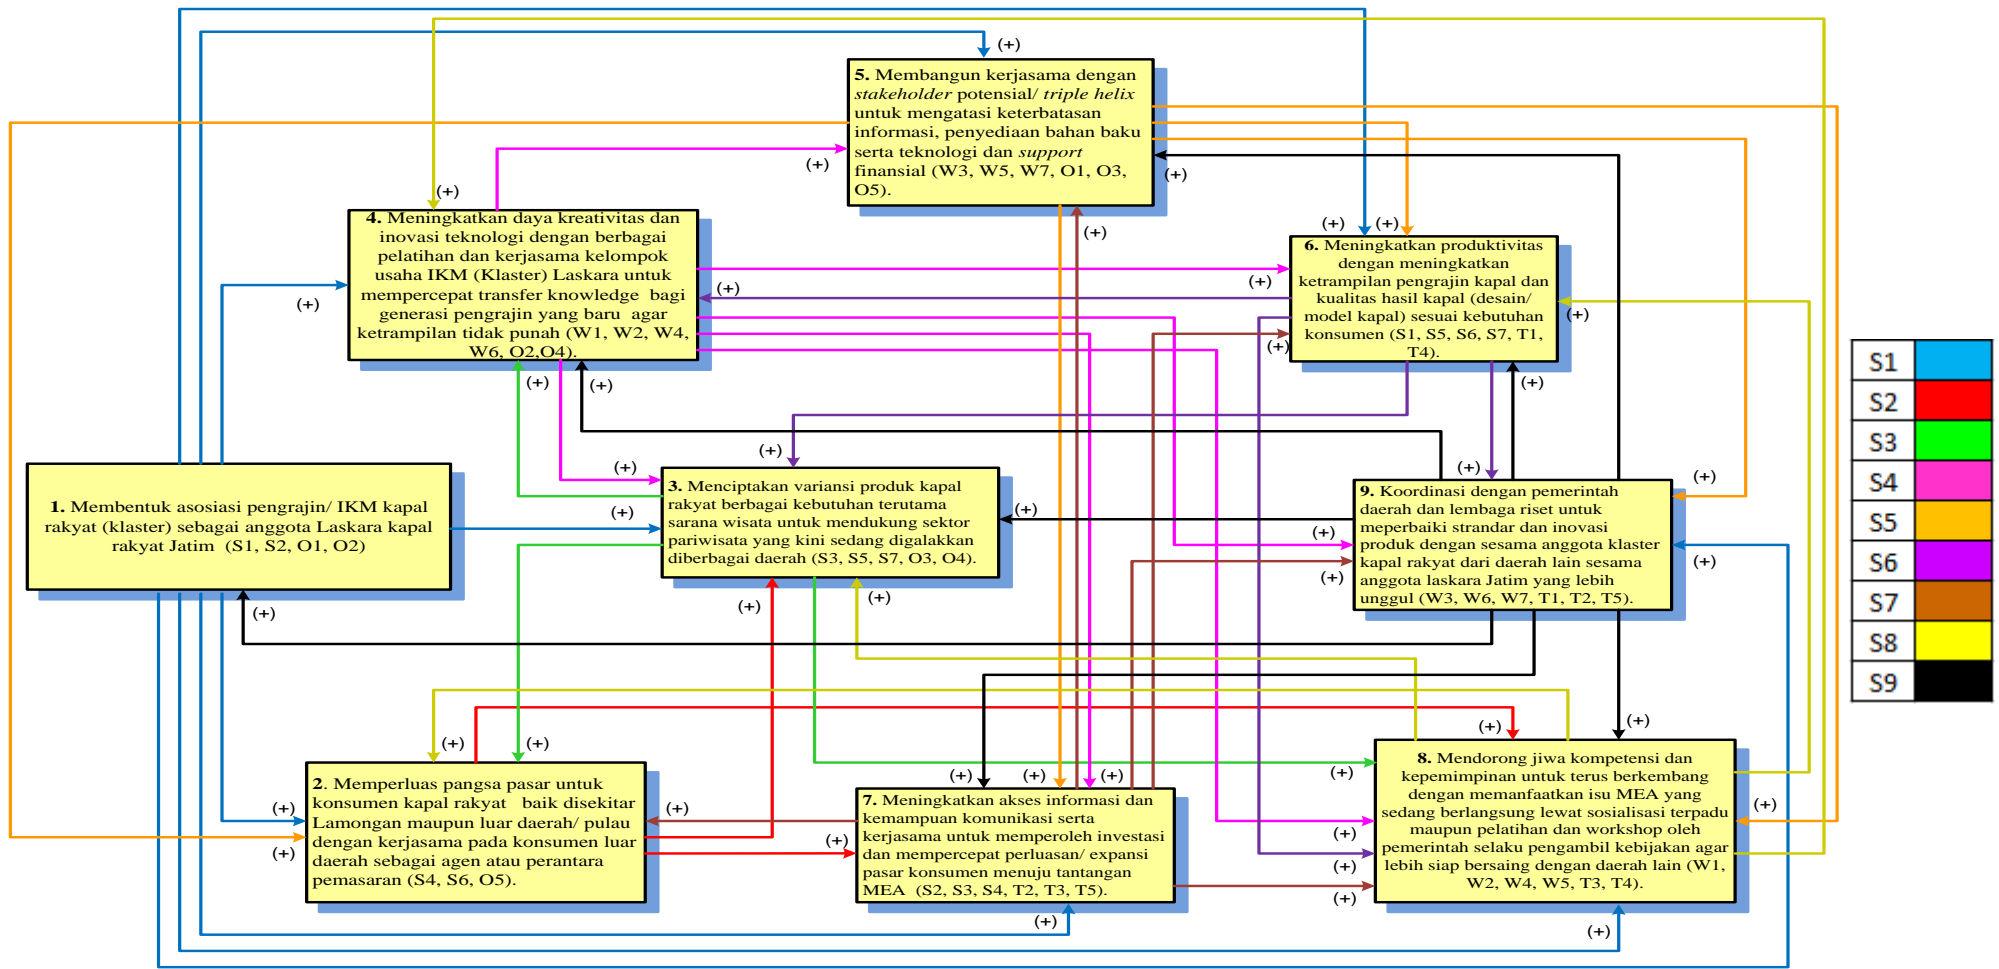 (+)
5. Membangun kerjasama dengan
stakeholder potensial/ triple helix
untuk mengatasi keterbatasan
informasi, penyediaan bahan baku
serta teknologi dan support
finansial (W3, W5, W7, O1, O3,
O5).
(+)
(+)
(+)
(+)
4. Meningkatkan daya kreativitas dan
inovasi teknologi dengan berbagai
pelatihan dan kerjasama kelompok
usaha IKM (Klaster) Laskara untuk
mempercepat transfer knowledge bagi
generasi pengrajin yang baru agar
ketrampilan tidak punah (W1, W2, W4,
W6, O2,O4).
(+)
(+)
(+)
(+)
(+) (+)
6. Meningkatkan produktivitas
dengan meningkatkan
ketrampilan pengrajin kapal dan
kualitas hasil kapal (desain/
model kapal) sesuai kebutuhan
konsumen (S1, S5, S6, S7, T1,
T4).
(+)
(+)
(+)
(+)
1. Membentuk asosiasi pengrajin/ IKM kapal
rakyat (klaster) sebagai anggota Laskara kapal
rakyat Jatim (S1, S2, O1, O2)
(+)
(+)
(+)
(+)
(+)
3. Menciptakan variansi produk kapal
rakyat berbagai kebutuhan terutama
sarana wisata untuk mendukung sektor
pariwisata yang kini sedang digalakkan
diberbagai daerah (S3, S5, S7, O3, O4).
(+)
(+)
(+)
(+)
9. Koordinasi dengan pemerintah
daerah dan lembaga riset untuk
meperbaiki strandar dan inovasi
produk dengan sesama anggota klaster
kapal rakyat dari daerah lain sesama
anggota laskara Jatim yang lebih
unggul (W3, W6, W7, T1, T2, T5).
(+)
(+)
(+)
(+)
(+)
(+)
2. Memperluas pangsa pasar untuk
konsumen kapal rakyat baik disekitar
Lamongan maupun luar daerah/ pulau
dengan kerjasama pada konsumen luar
daerah sebagai agen atau perantara
pemasaran (S4, S6, O5).
(+)
(+)
(+)
(+)
(+)
(+)
(+)
7. Meningkatkan akses informasi dan
kemampuan komunikasi serta
kerjasama untuk memperoleh investasi
dan mempercepat perluasan/ expansi
pasar konsumen menuju tantangan
MEA (S2, S3, S4, T2, T3, T5).
(+)
(+)
(+)
(+)
(+)
(+)
(+)
8. Mendorong jiwa kompetensi dan
kepemimpinan untuk terus berkembang
dengan memanfaatkan isu MEA yang
sedang berlangsung lewat sosialisasi terpadu
maupun pelatihan dan workshop oleh
pemerintah selaku pengambil kebijakan agar
lebih siap bersaing dengan daerah lain (W1,
W2, W4, W5, T3, T4).
(+)
(+)
S1
S2
S3
S4
S5
S6
S7
S8
S9